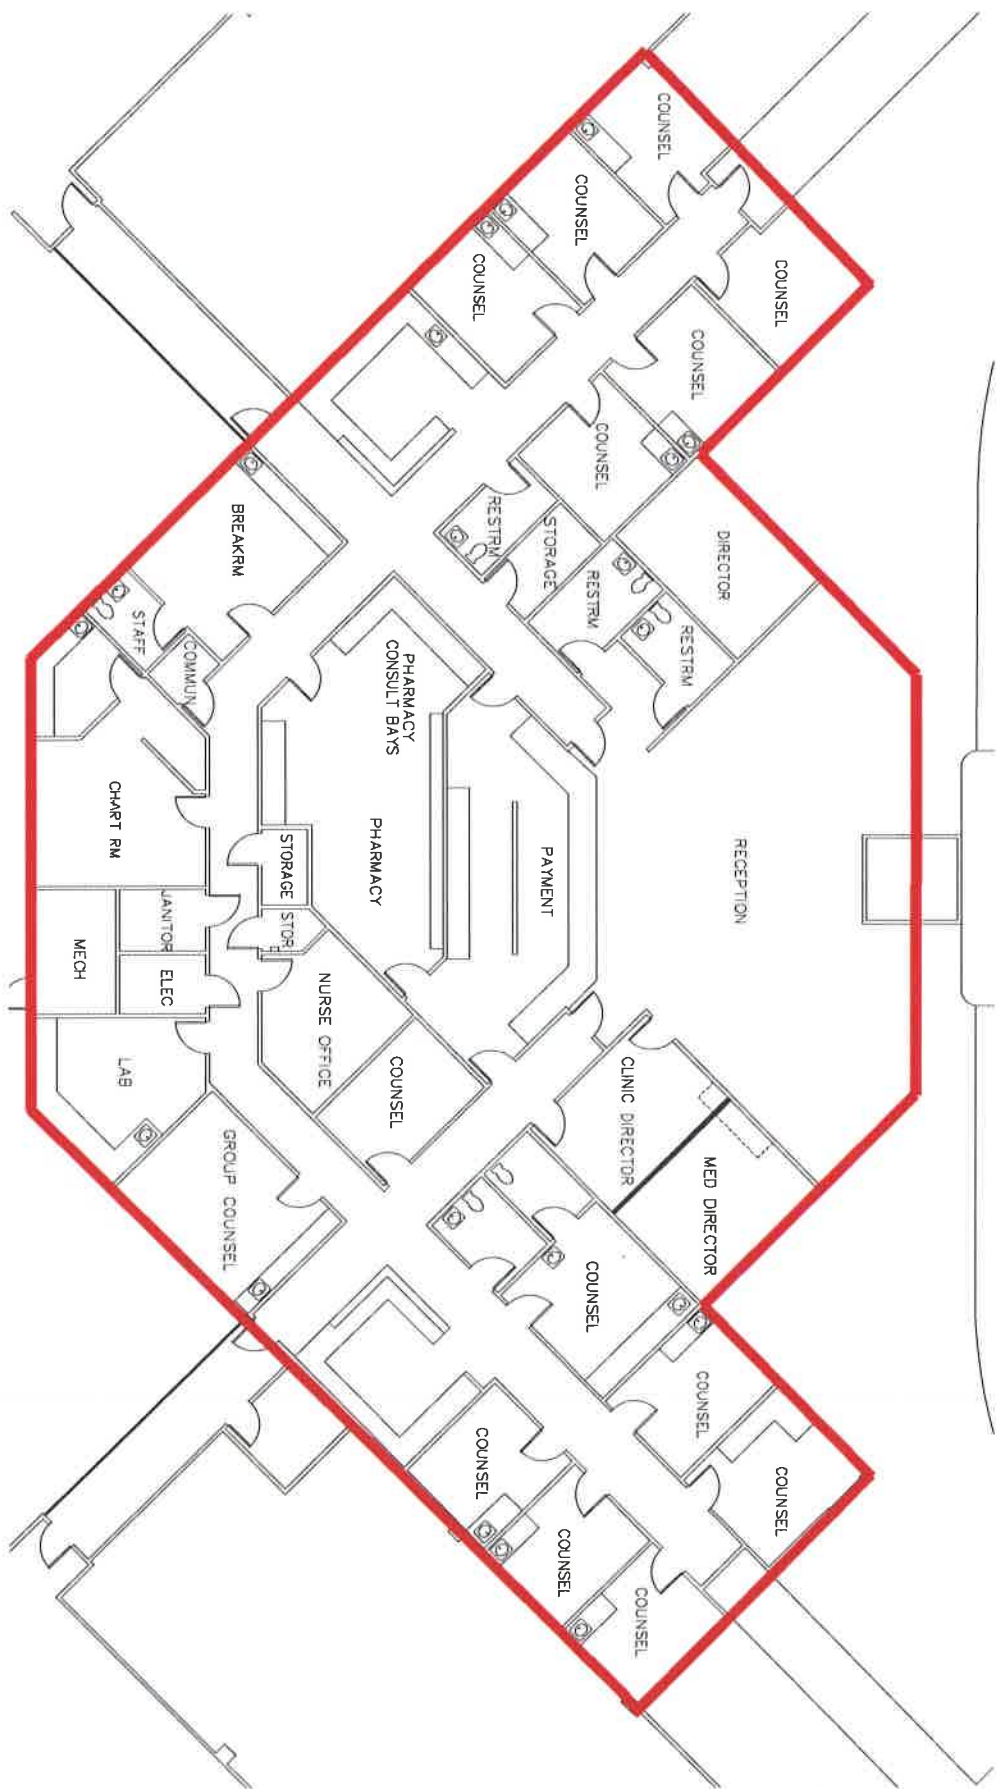 COUNSEL
COUNSEL
COUNSEL
COUNSEL
COUNSEL
COUNSEL
DIRECTOR
RESTRM
STORAGE
RESTRM
RESTRM
BREAKRM
STAFF
COMMUN
PHARMACY
CONSULT BAYS
PHARMACY
PAYMENT
RECEPTION
CHART RM
STORAGE
STOR
JANITOR
MECH
ELEC
NURSE OFFICE
LAB
COUNSEL
CLINIC DIRECTOR
MED DIRECTOR
GROUP COUNSEL
COUNSEL
COUNSEL
COUNSEL
COUNSEL
COUNSEL
COUNSEL